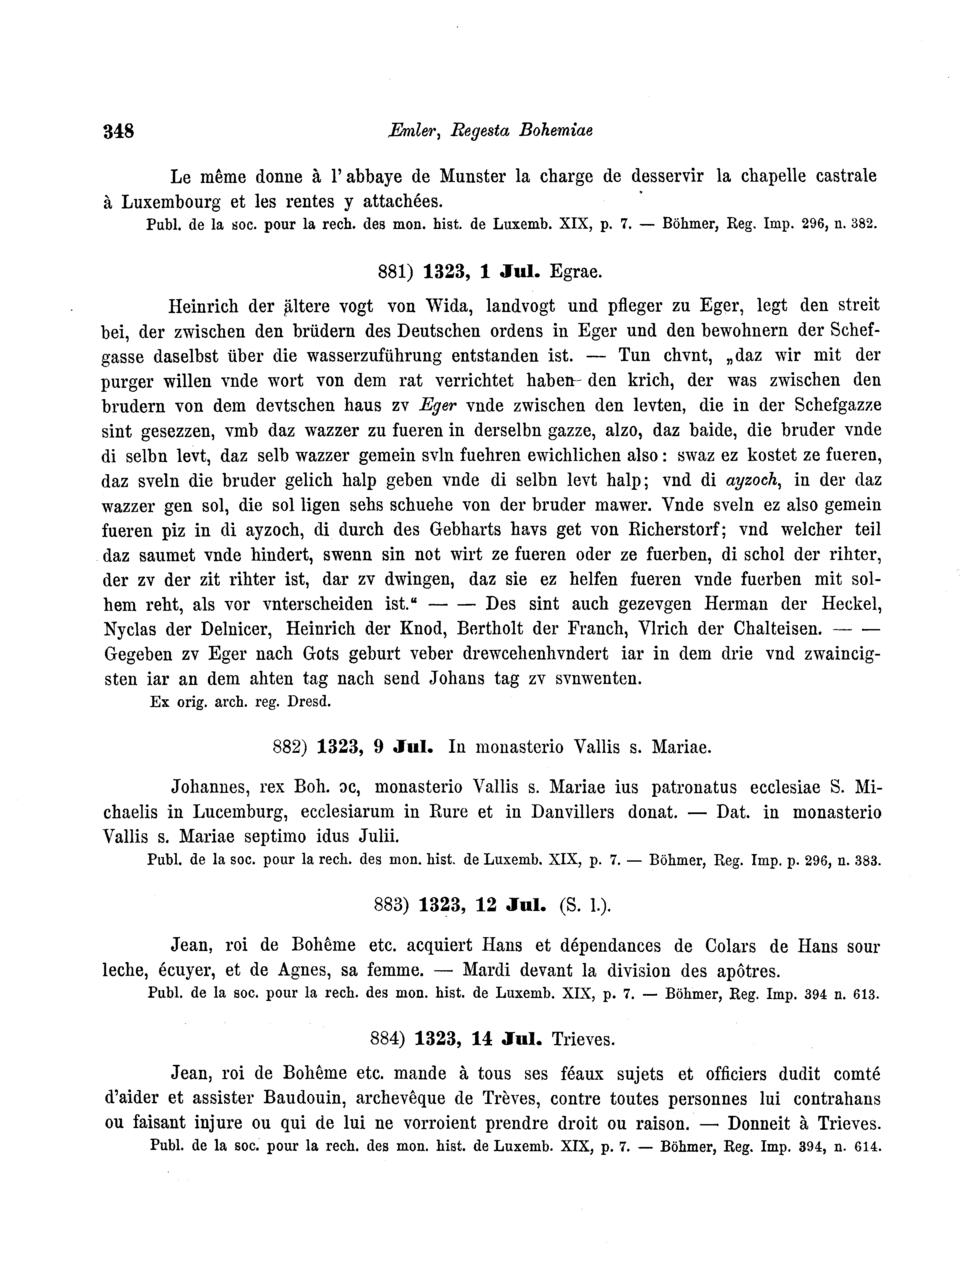 348 Emler, Regesta Bohemiae
Le même donne à l'abbaye de Munster la charge de desservir la chapelle castrale
à Luxembourg et les rentes y attachées.
Publ. de la soc. pour la rech. des mon. hist. de Luxemb. XIX, p. 7. — Böhmer, Reg. Imp. 296, n. 382.
881) 1323, 1 Jul. Egrae.
Heinrich der ältere vogt von Wida, landvogt und pfleger zu Eger, legt den streit
bei, der zwischen den brüdern des Deutschen ordens in Eger und den bewohnern der Schef-
gasse daselbst über die wasserzuführung entstanden ist. — Tun chvnt, „daz wir mit der
purger willen vnde wort von dem rat verrichtet haben den krich, der was zwischen den
brudern von dem devtschen haus zv Eger vnde zwischen den levten, die in der Schefgazze
sint gesezzen, vmb daz wazzer zu fueren in derselbn gazze, alzo, daz baide, die bruder vnde
di selbn levt, daz selb wazzer gemein svln fuehren ewichlichen also: swaz ez kostet ze fueren,
daz sveln die bruder gelich halp geben vnde di selbn levt halp; vnd di ayzoch, in der daz
wazzer gen sol, die sol ligen sehs schuehe von der bruder mawer. Vnde sveln ez also gemein
fueren piz in di ayzoch, di durch des Gebharts havs get von Richerstorf; vnd welcher teil
daz saumet vnde hindert, swenn sin not wirt ze fueren oder ze fuerben, di schol der rihter,
der zv der zit rihter ist, dar zv dwingen, daz sie ez helfen fueren vnde fuerben mit sol-
hem reht, als vor vnterscheiden ist.“ — — Des sint auch gezevgen Herman der Heckel,
Nyclas der Delnicer, Heinrich der Knod, Bertholt der Franch, Vlrich der Chalteisen. — —
Gegeben zv Eger nach Gots geburt veber drewcehenhvndert iar in dem drie vnd zwaincig-
sten iar an dem ahten tag nach send Johans tag zv svnwenten.
Ex orig. arch. reg. Dresd.
882) 1323, 9 Jul. In monasterio Vallis s. Mariae.
Johannes, rex Boh. ɔc, monasterio Vallis s. Mariae ius patronatus ecclesiae S. Mi-
chaelis in Lucemburg, ecclesiarum in Rure et in Danvillers donat. — Dat. in monasterio
Vallis s. Mariae septimo idus Julii.
Publ. de la soc. pour la rech. des mon. hist. de Luxemb. XIX, p. 7. — Böhmer, Reg. Imp. p. 296, n. 383.
883) 1323, 12 Jul. (S. l.).
Jean, roi de Bohême etc. acquiert Hans et dépendances de Colars de Hans sour
leche, écuyer, et de Agnes, sa femme. — Mardi devant la division des apôtres.
Publ. de la soc. pour la rech. des mon. hist. de Luxemb. XIX, p. 7. — Böhmer, Reg. Imp. 394 n. 613.
884) 1323, 14 Jul. Trieves.
Jean, roi de Bohême etc. mande à tous ses féaux sujets et officiers dudit comté
d'aider et assister Baudouin, archevêque de Trèves, contre toutes personnes lui contrahans
ou faisant injure ou qui de lui ne vorroient prendre droit ou raison. — Donneit à Trieves.
Publ. de la soc. pour la rech. des mon. hist. de Luxemb. XIX, p. 7. — Böhmer, Reg. Imp. 394, n. 614.